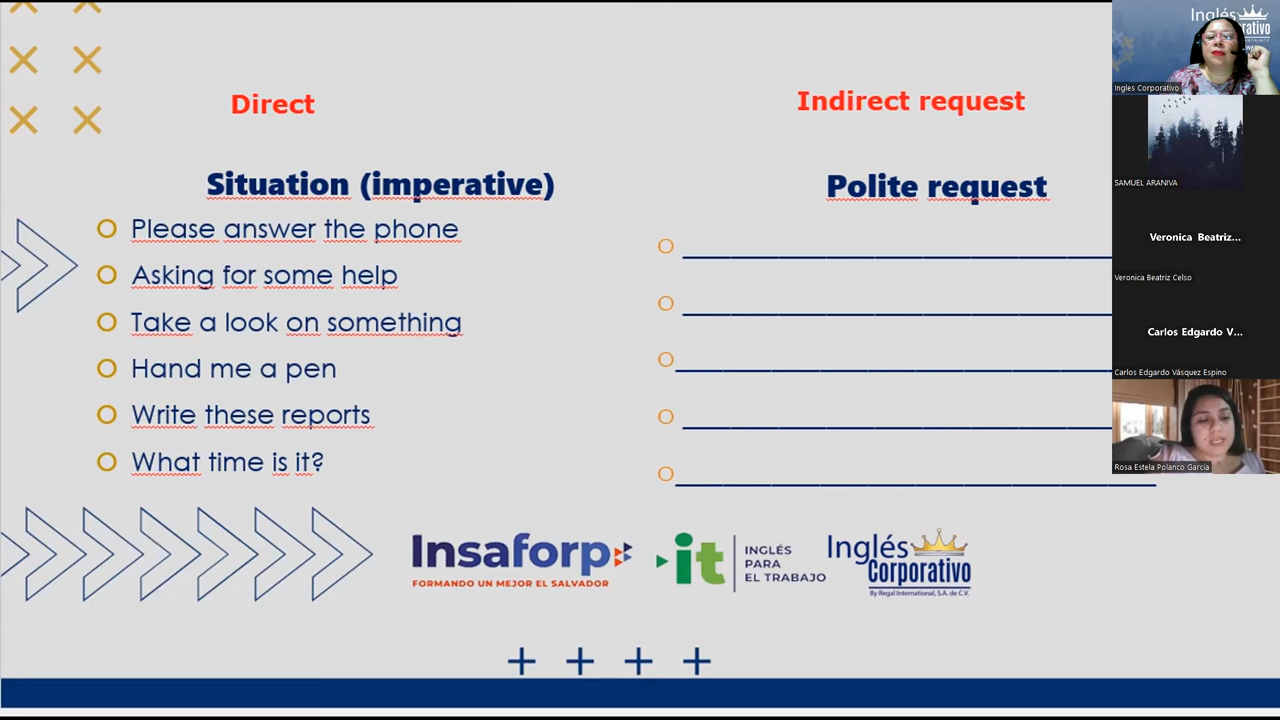 Direct
Indirect request
Situation (imperative)
Polite request
Please answer the phone
Asking for some help
Take a look on something
Hand me a pen
Write these reports
What time is it?
Insaforp
FORMANDO UN MEJOR EL SALVADOR
it
INGLÉS
PARA
EL TRABAJO
Inglés
Corporativo
By Regal International, S.A. de C.V.
Inglés
Ingles Corporativo
SAMUEL ARANIVA
Veronica Beatriz...
Veronica Beatriz Celso
Carlos Edgardo V...
Carlos Edgardo Vásquez Espino
Rosa Estela Polanco García